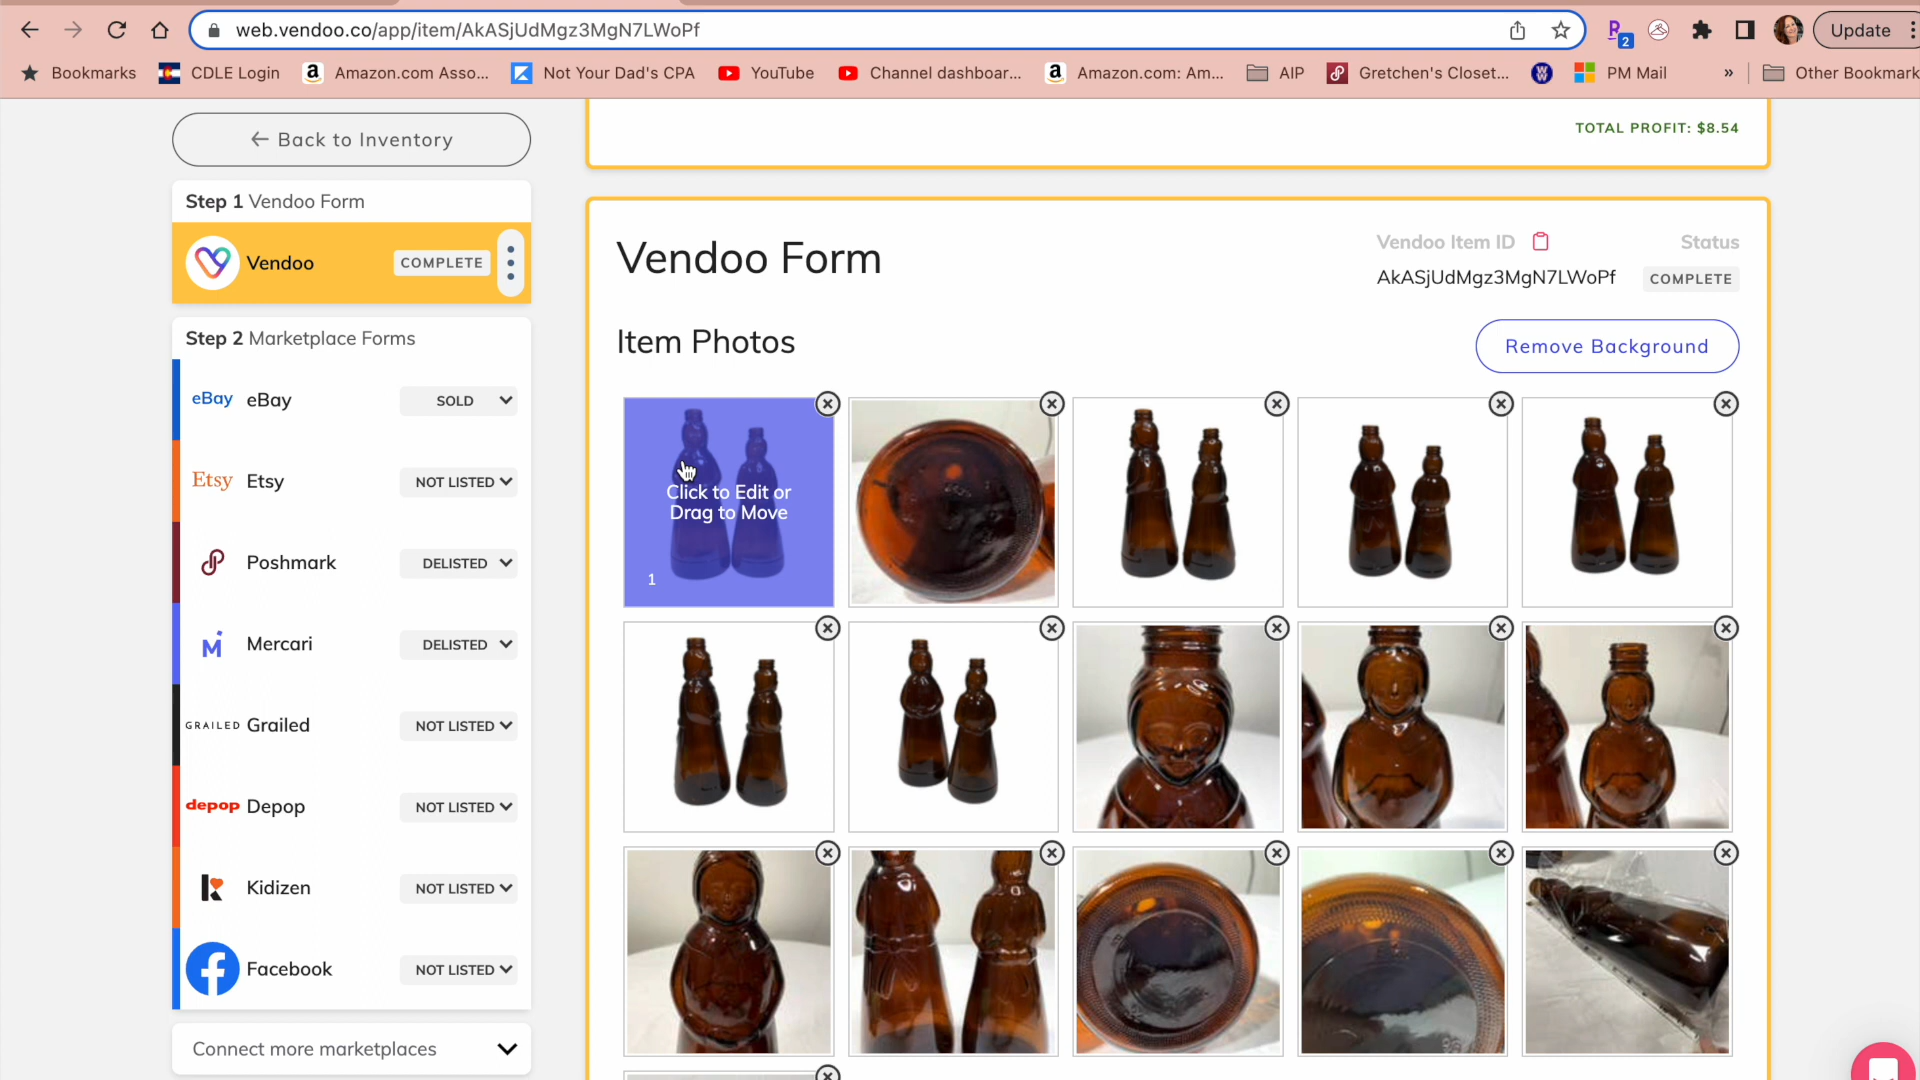 web.vendoo.co/app/item/AkASjUdMgz3MgN7LWoPf
2
Update
Bookmarks
CDLE Login
a
Amazon.com Asso...
Not Your Dad's CPA
YouTube
Channel dashboar...
a
Amazon.com: Am...
AIP
Gretchen's Closet...
PM Mail
»
Other Bookmark
← Back to Inventory
TOTAL PROFIT: $8.54
Step 1 Vendoo Form
Vendoo
COMPLETE
Step 2 Marketplace Forms
eBay eBay
SOLD
Etsy Etsy
NOT LISTED
Poshmark
DELISTED
Mercari
DELISTED
GRAILED Grailed
NOT LISTED
depop Depop
NOT LISTED
Kidizen
NOT LISTED
Facebook
NOT LISTED
Connect more marketplaces
Vendoo Form
Vendoo Item ID
Status
AkASjUdMgz3MgN7LWoPf
COMPLETE
Item Photos
Remove Background
Click to Edit or
Drag to Move
1